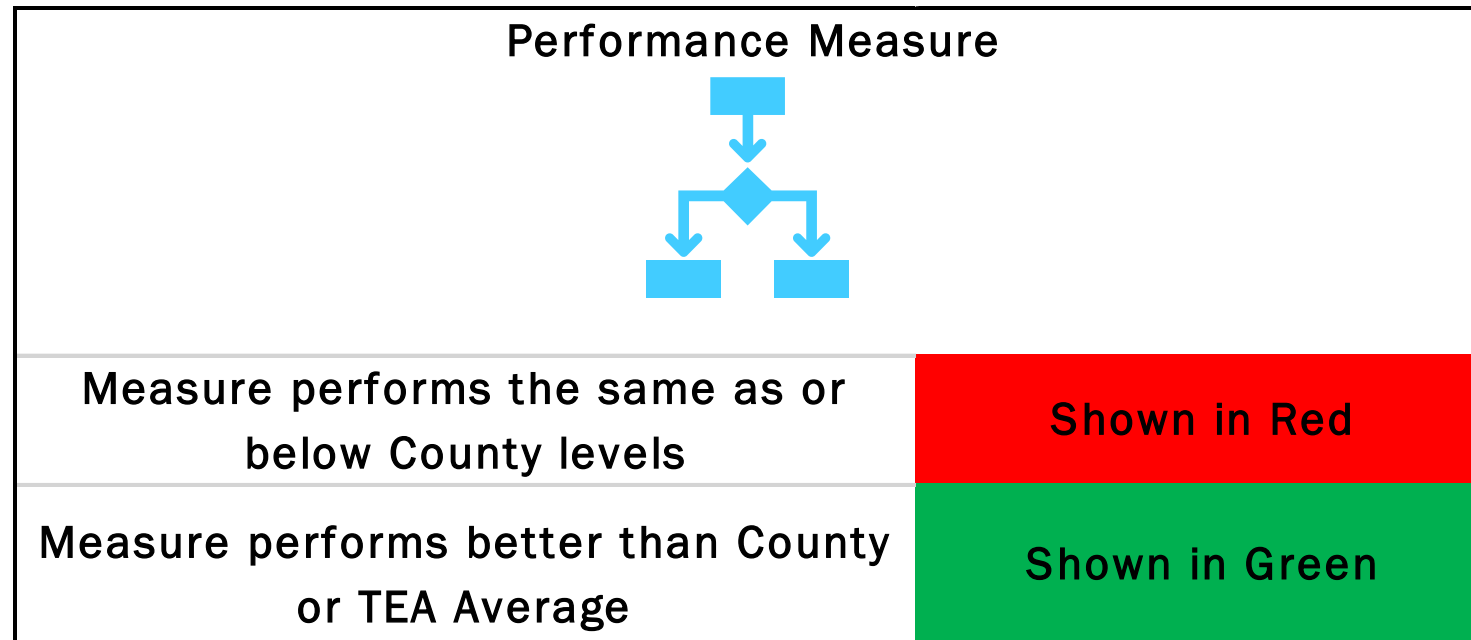 Performance Measure
Measure performs the same as or
below County levels
Shown in Red
Measure performs better than County
or TEA Average
Shown in Green